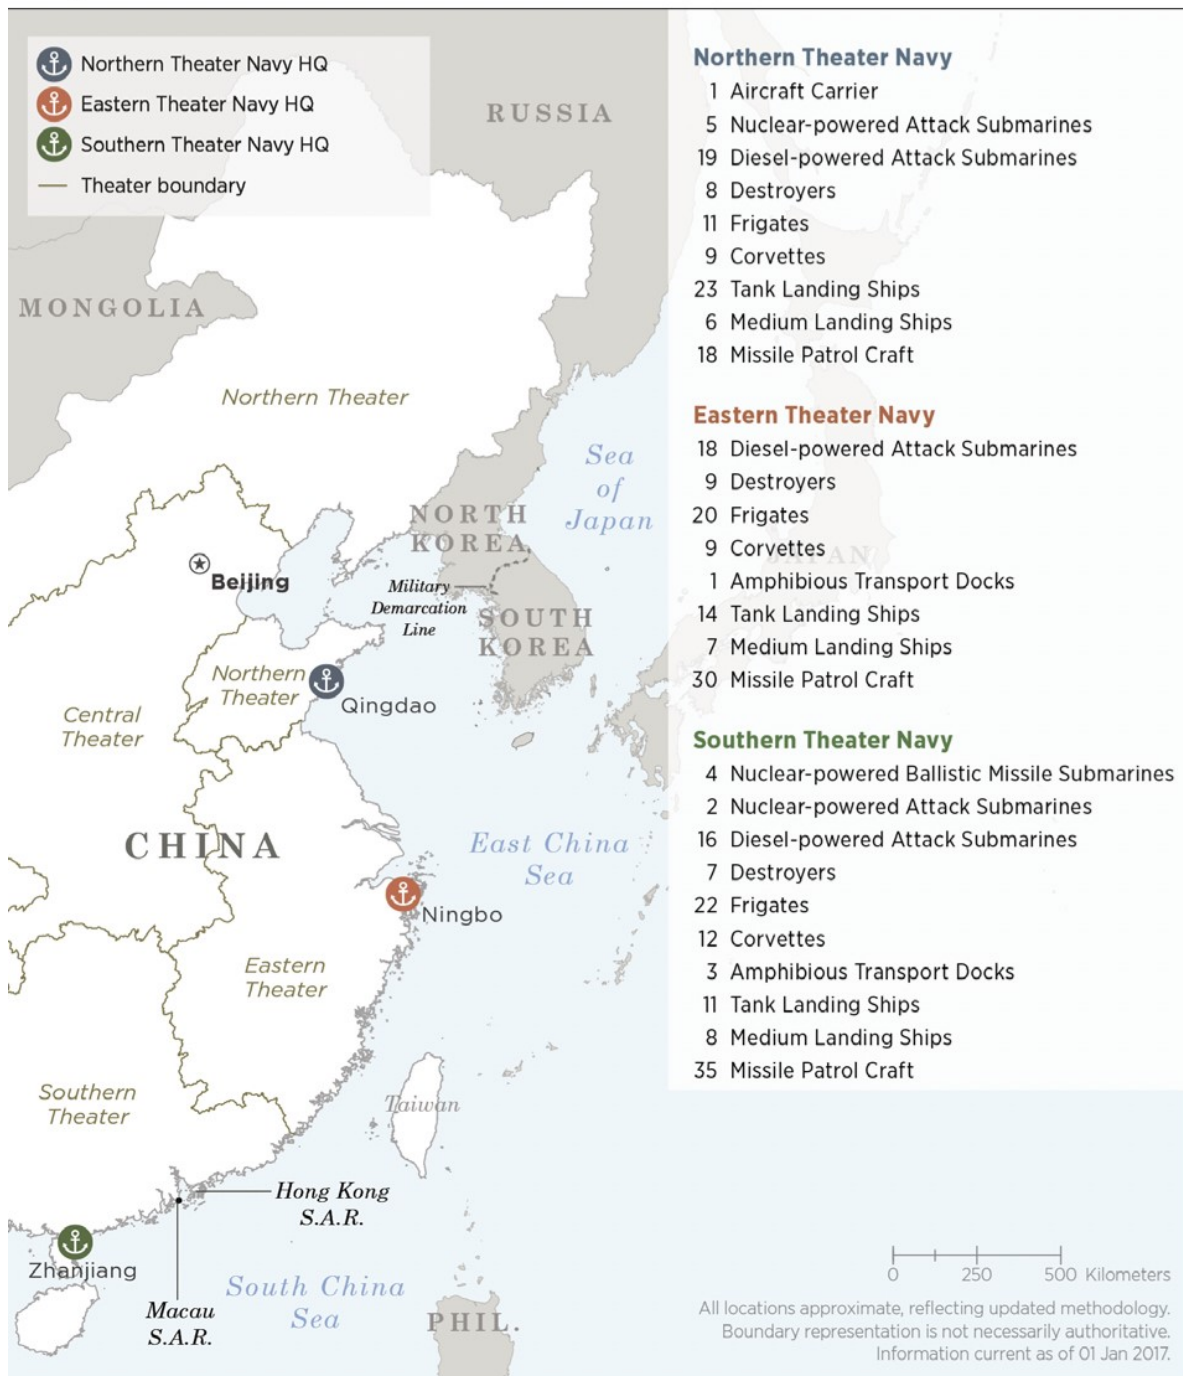 Northern Theater Navy HQ
Eastern Theater Navy HQ
Southern Theater Navy HQ
Theater boundary
RUSSIA
MONGOLIA
Northern Theater
Sea
of
Japan
NORTH
KOREA
Beijing
Military
Demarcation
Line
SOUTH
KOREA
JAPAN
Northern
Theater
Qingdao
Central
Theater
CHINA
East China
Sea
Ningbo
Eastern
Theater
Southern
Theater
Taiwan
Hong Kong
S.A.R.
Zhanjiang
Macau
S.A.R.
South China
Sea
PHIL.
Northern Theater Navy
1 Aircraft Carrier
5 Nuclear-powered Attack Submarines
19 Diesel-powered Attack Submarines
8 Destroyers
11 Frigates
9 Corvettes
23 Tank Landing Ships
6 Medium Landing Ships
18 Missile Patrol Craft
Eastern Theater Navy
18 Diesel-powered Attack Submarines
9 Destroyers
20 Frigates
9 Corvettes
1 Amphibious Transport Docks
14 Tank Landing Ships
7 Medium Landing Ships
30 Missile Patrol Craft
Southern Theater Navy
4 Nuclear-powered Ballistic Missile Submarines
2 Nuclear-powered Attack Submarines
16 Diesel-powered Attack Submarines
7 Destroyers
22 Frigates
12 Corvettes
3 Amphibious Transport Docks
11 Tank Landing Ships
8 Medium Landing Ships
35 Missile Patrol Craft
0 250 500 Kilometers
All locations approximate, reflecting updated methodology.
Boundary representation is not necessarily authoritative.
Information current as of 01 Jan 2017.